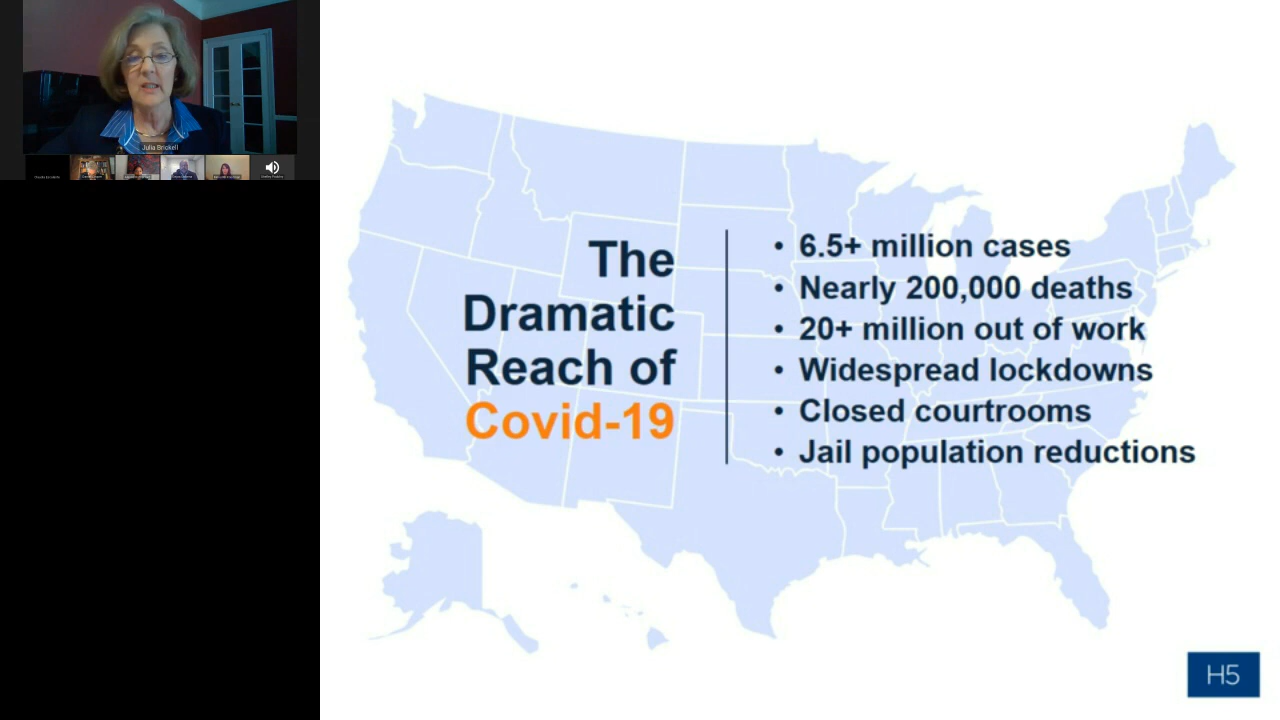 Julia Brickell
The
Dramatic
Reach of
Covid-19
• 6.5+ million cases
• Nearly 200,000 deaths
• 20+ million out of work
• Widespread lockdowns
• Closed courtrooms
• Jail population reductions
H5